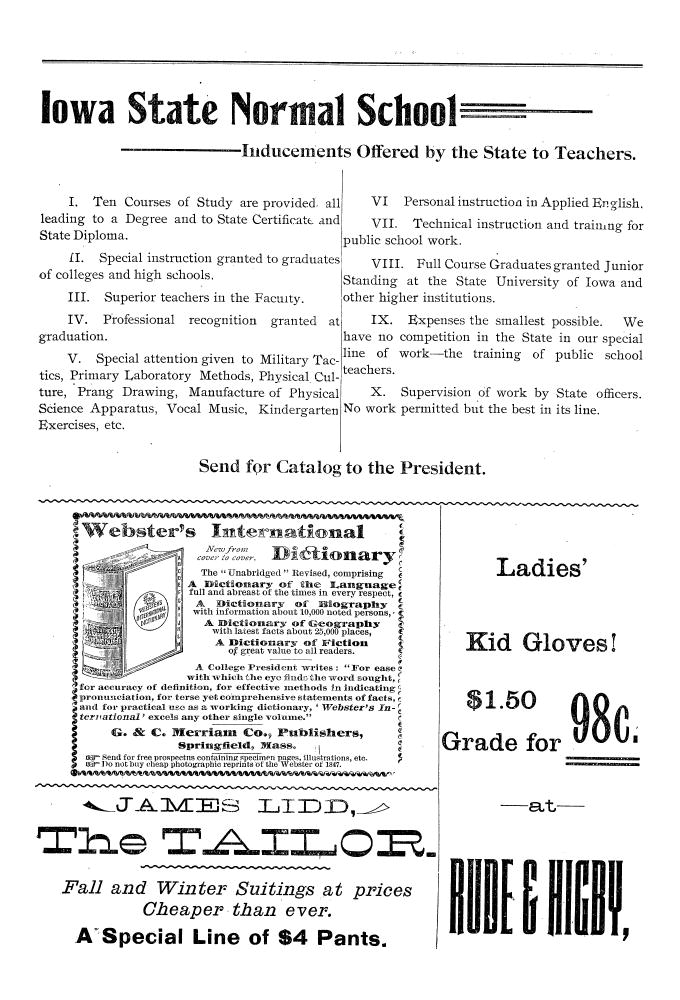 Iowa State Normal School
Inducements Offered by the State to Teachers.
I. Ten Courses of Study are provided all
leading to a Degree and to State Certificate and
State Diploma.
II. Special instruction granted to graduates
of colleges and high schools.
III. Superior teachers in the Faculty.
IV. Professional recognition granted at
graduation.
V. Special attention given to Military Tac-
tics, Primary Laboratory Methods, Physical Cul-
ture, Prang Drawing, Manufacture of Physical
Science Apparatus, Vocal Music, Kindergarten
Exercises, etc.
VI Personal instruction in Applied English.
VII. Technical instruction and training for
public school work.
VIII. Full Course Graduates granted Junior
Standing at the State University of Iowa and
other higher institutions.
IX. Expenses the smallest possible. We
have no competition in the State in our special
line of work—the training of public school
teachers.
X. Supervision of work by State officers.
No work permitted but the best in its line.
Send for Catalog to the President.
Webster's International
Dictionary
New from
cover to cover.
WEBSTER'S
INTERNATIONAL
DICTIONARY
The "Unabridged" Revised, comprising
A Dictionary of the Language
full and abreast of the times in every respect,
A Dictionary of Biography
with information about 10,000 noted persons,
A Dictionary of Geography
with latest facts about 25,000 places,
A Dictionary of Fiction
of great value to all readers.
A College President writes: "For ease
with which the eye finds the word sought,
for accuracy of definition, for effective methods in indicating
pronunciation, for terse yet comprehensive statements of facts,
and for practical use as a working dictionary, 'Webster's In-
ternational' excels any other single volume."
G. & C. Merriam Co., Publishers,
Springfield, Mass.
☞ Send for free prospectus containing specimen pages, illustrations, etc.
☞ Do not buy cheap photographic reprints of the Webster of 1847.
JAMES LIDD,
The TAILOR.
Fall and Winter Suitings at prices
Cheaper than ever.
A Special Line of $4 Pants.
Ladies'
Kid Gloves!
$1.50
Grade for 98c.
—at—
RUDE & HIGBY,